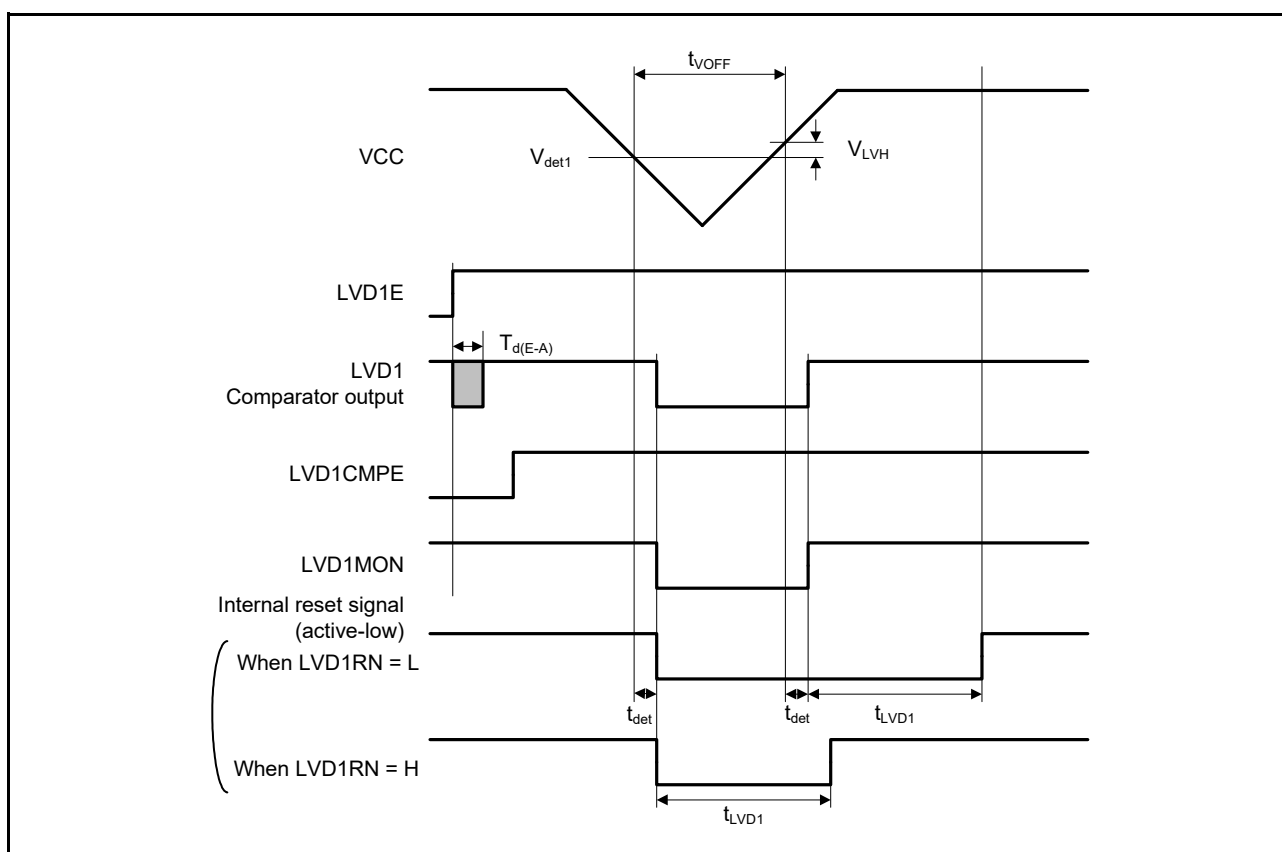 tVOFF
VCC
Vdet1
VLVH
LVD1E
Td(E-A)
LVD1
Comparator output
LVD1CMPE
LVD1MON
Internal reset signal
(active-low)
When LVD1RN = L
tdet
tdet
tLVD1
When LVD1RN = H
tLVD1